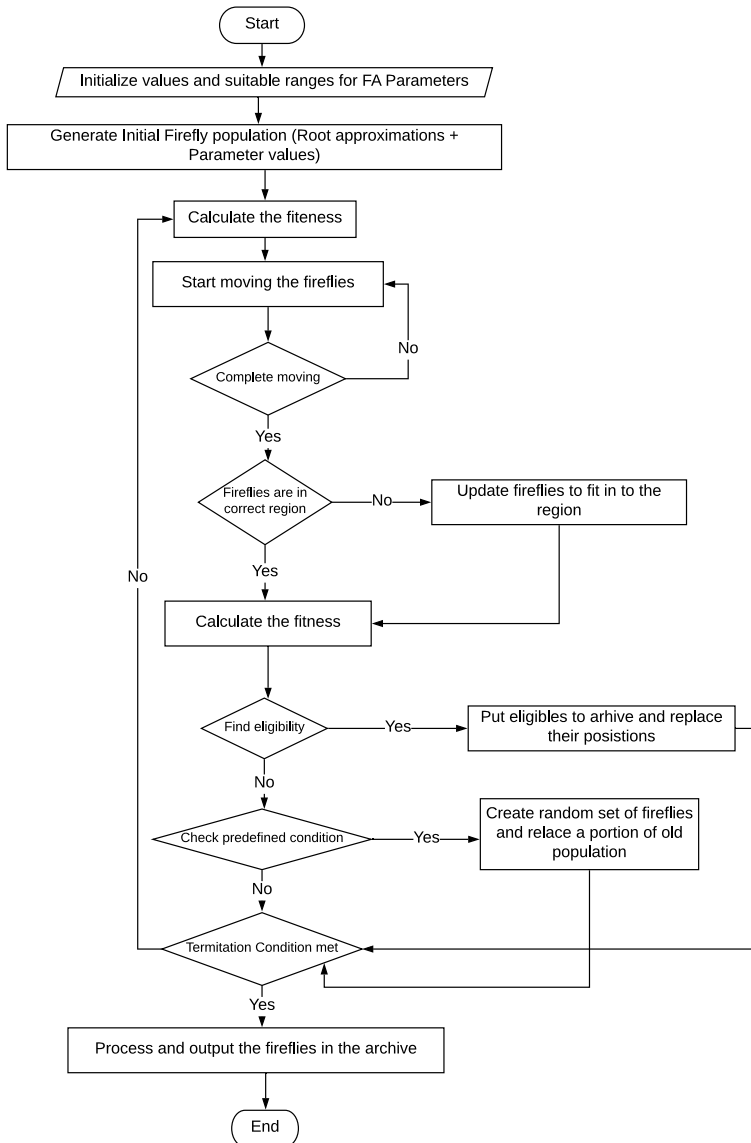 Start
Initialize values and suitable ranges for FA Parameters
Generate Initial Firefly population (Root approximations +
Parameter values)
Calculate the fiteness
Start moving the fireflies
No
Complete moving
Yes
Fireflies are in
correct region
No
Update fireflies to fit in to the
region
No
Yes
Calculate the fitness
Find eligibility
Yes
Put eligibles to arhive and replace
their posistions
No
Check predefined condition
Yes
Create random set of fireflies
and relace a portion of old
population
No
Termitation Condition met
Yes
Process and output the fireflies in the archive
End